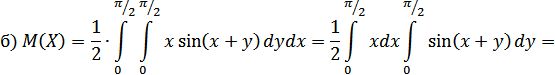 б) M(X) = 1/2 · ∫₀^{π/2} ∫₀^{π/2} x sin(x + y) dydx = 1/2 ∫₀^{π/2} xdx ∫₀^{π/2} sin(x + y) dy =